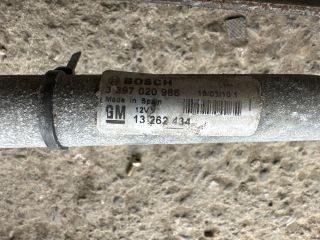 BOSCH
3 397 020 986
Made in Spain
12V
GM
13 262 434